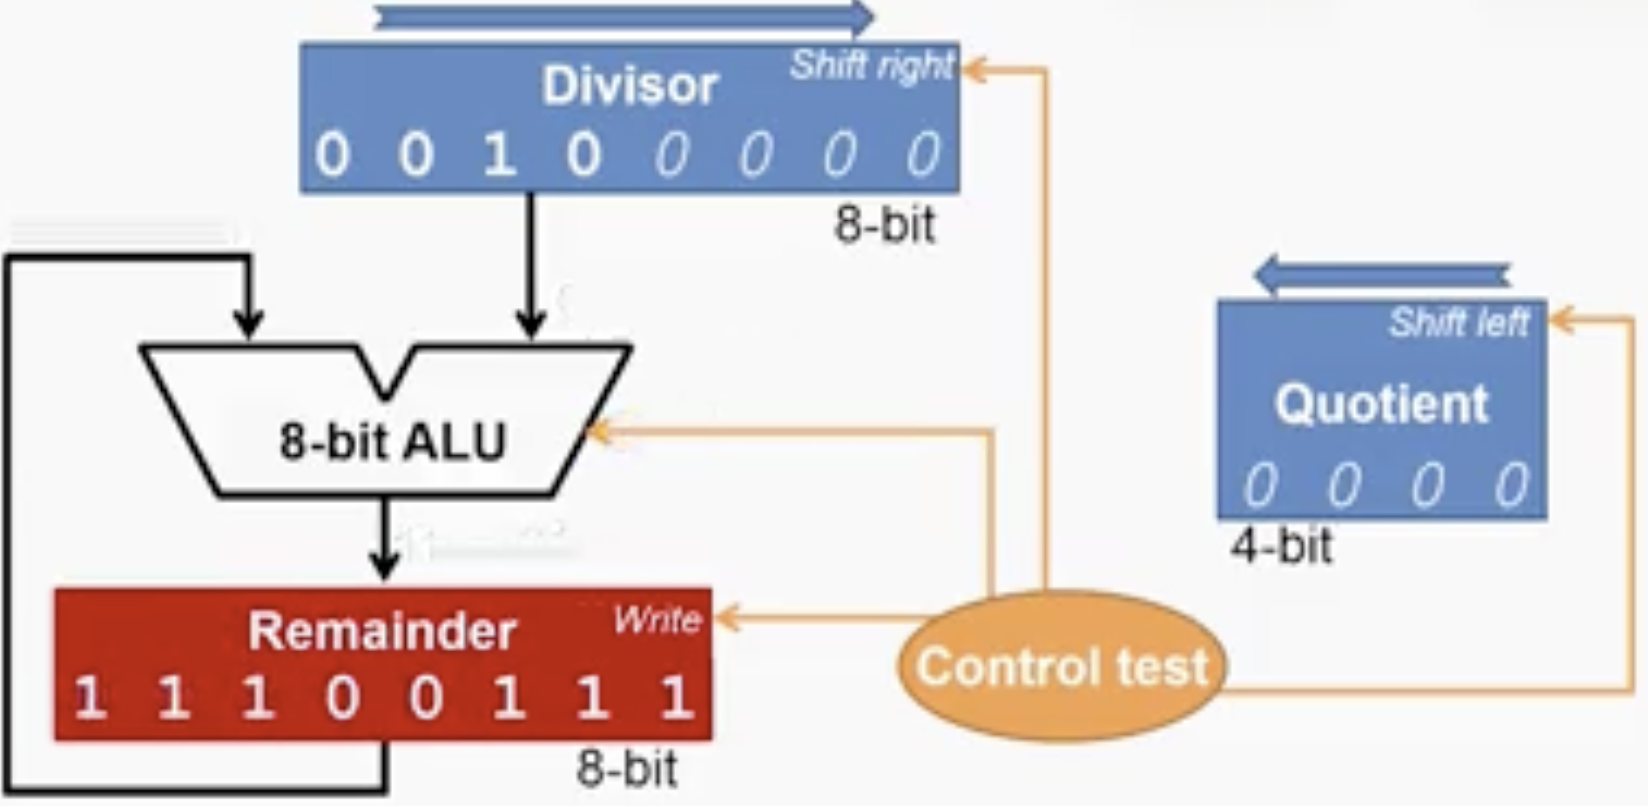 Shift right
Divisor
0 0 1 0 0 0 0 0
8-bit
Shift left
Quotient
8-bit ALU
0 0 0 0
4-bit
Remainder
Write
Control test
1 1 1 0 0 1 1 1
8-bit